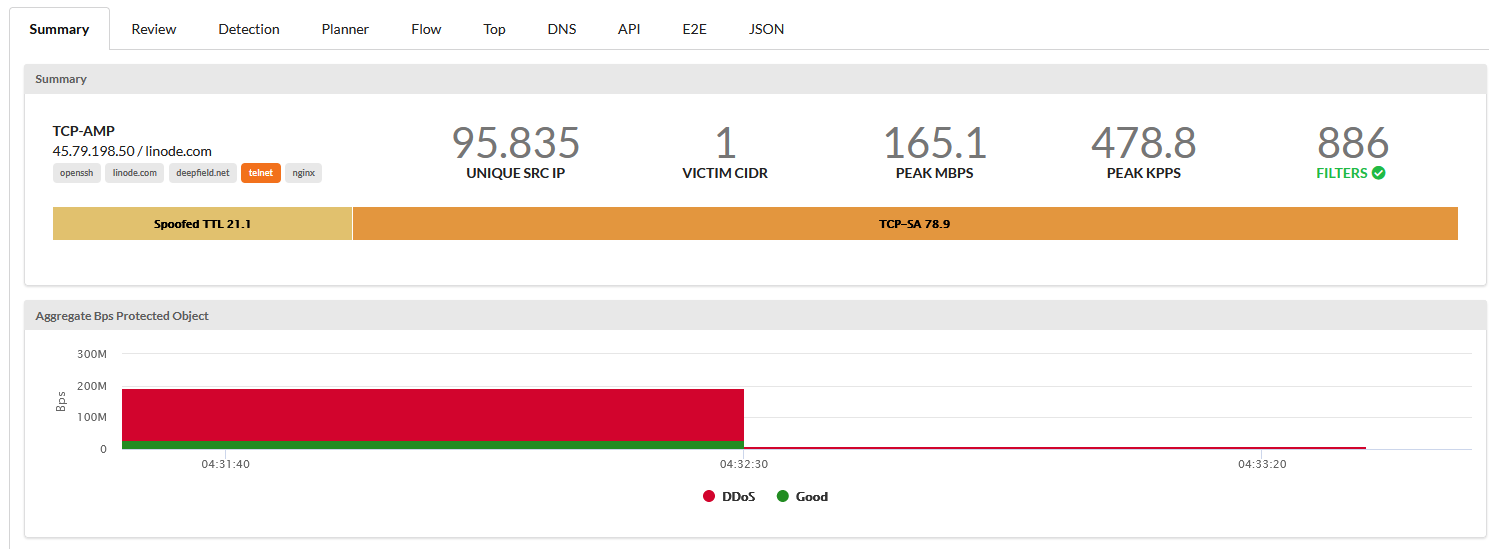 Summary Review Detection Planner Flow Top DNS API E2E JSON
Summary
TCP-AMP
45.79.198.50 / linode.com
openssh linode.com deepfield.net telnet nginx
95.835 1 165.1 478.8 886
UNIQUE SRC IP VICTIM CIDR PEAK MBPS PEAK KPPS FILTERS
Spoofed TTL 21.1 TCP-SA 78.9
Aggregate Bps Protected Object
Bps
300M
200M
100M
0
04:31:40 04:32:30 04:33:20
DDoS Good